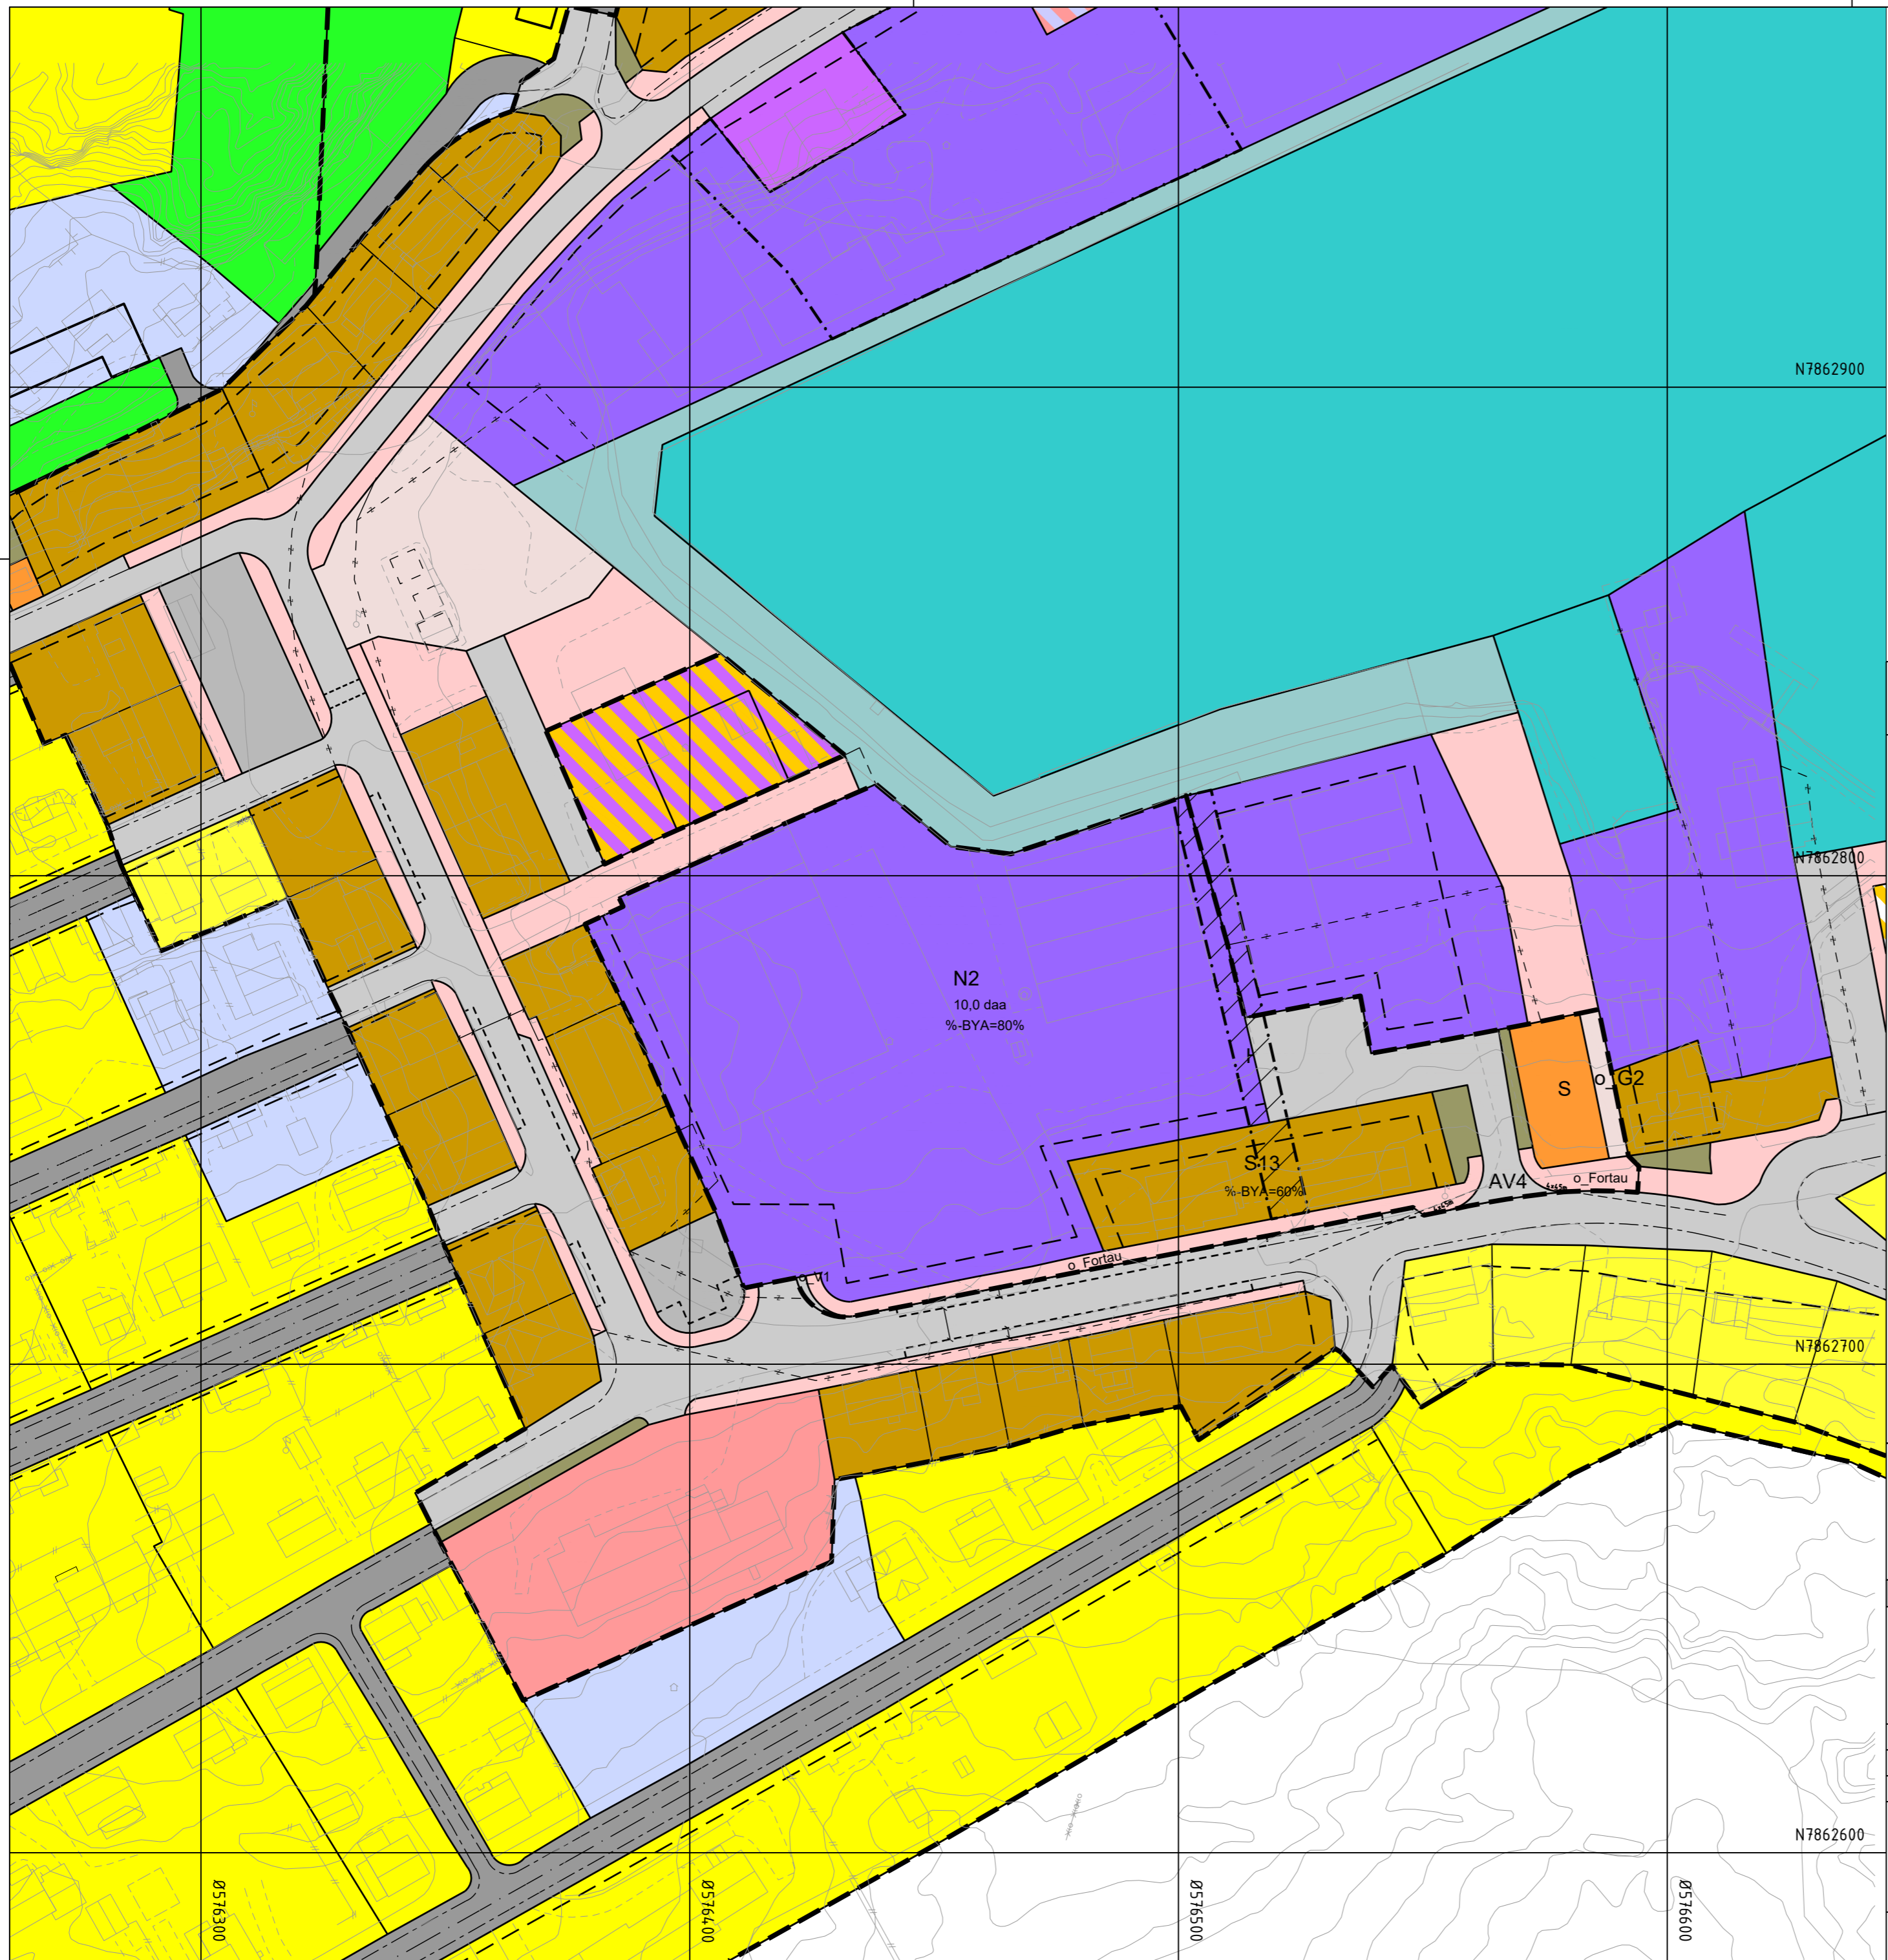 N7862900
N7862800
N2
10,0 daa
%-BYA=80%
S
o_G2
S13
%-BYA=60%
AV4
o_Fortau
o_Fortau
o_V1
N7862700
N7862600
Ø576300
Ø576400
Ø576500
Ø576600